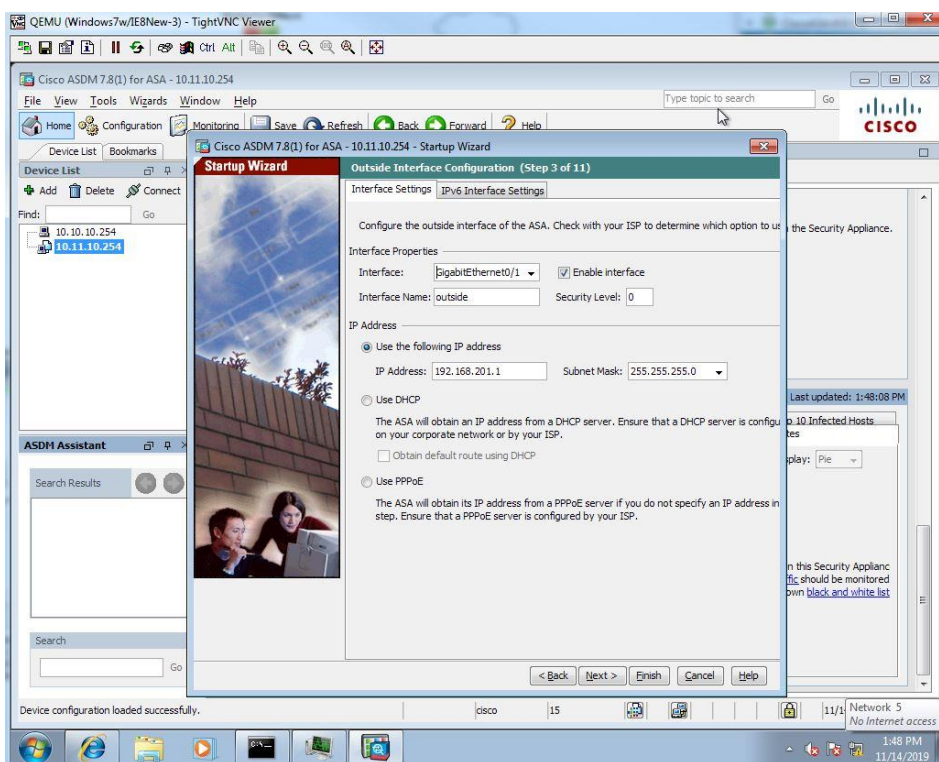 QEMU (Windows7w/IE8New-3) - TightVNC Viewer
Ctrl Alt
Cisco ASDM 7.8(1) for ASA - 10.11.10.254
File View Tools Wizards Window Help
Type topic to search Go
Home Configuration Monitoring Save Refresh Back Forward Help
CISCO
Device List Bookmarks
Device List
Add Delete Connect
Find: Go
10.10.10.254
10.11.10.254
Cisco ASDM 7.8(1) for ASA - 10.11.10.254 - Startup Wizard
Startup Wizard
Outside Interface Configuration (Step 3 of 11)
Interface Settings IPv6 Interface Settings
Configure the outside interface of the ASA. Check with your ISP to determine which option to us
Interface Properties
Interface: GigabitEthernet0/1 Enable interface
Interface Name: outside Security Level: 0
IP Address
Use the following IP address
IP Address: 192.168.201.1 Subnet Mask: 255.255.255.0
Use DHCP
The ASA will obtain an IP address from a DHCP server. Ensure that a DHCP server is configu
on your corporate network or by your ISP.
Obtain default route using DHCP
Use PPPoE
The ASA will obtain its IP address from a PPPoE server if you do not specify an IP address in
step. Ensure that a PPPoE server is configured by your ISP.
< Back Next > Finish Cancel Help
the Security Appliance.
Last updated: 1:48:08 PM
p 10 Infected Hosts
tes
splay: Pie
n this Security Applianc
ffic should be monitored
own black and white list
ASDM Assistant
Search Results
Search
Go
Device configuration loaded successfully.
cisco 15 11/1
Network 5
No Internet access
1:48 PM
11/14/2019